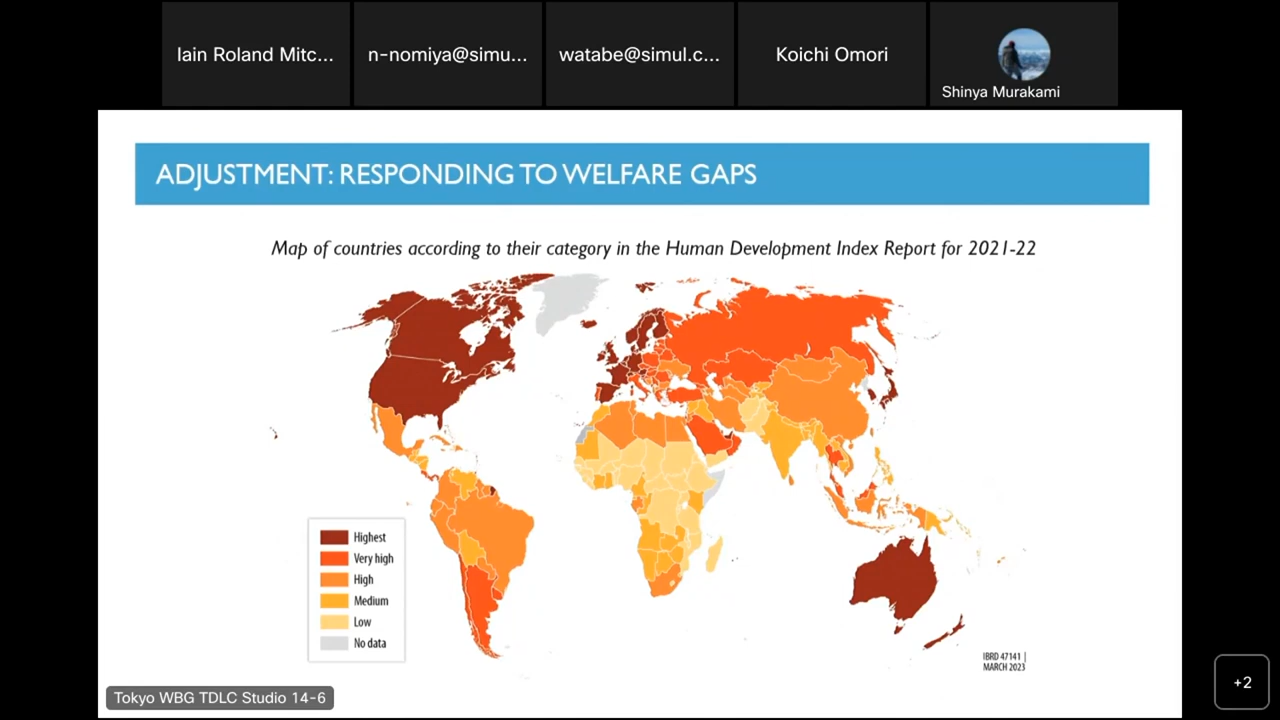 Iain Roland Mitc...
n-nomiya@simu...
watabe@simul.c...
Koichi Omori
Shinya Murakami
ADJUSTMENT: RESPONDING TO WELFARE GAPS
Map of countries according to their category in the Human Development Index Report for 2021-22
Highest
Very high
High
Medium
Low
No data
IBRD 47141 |
MARCH 2023
Tokyo WBG TDLC Studio 14-6
+2